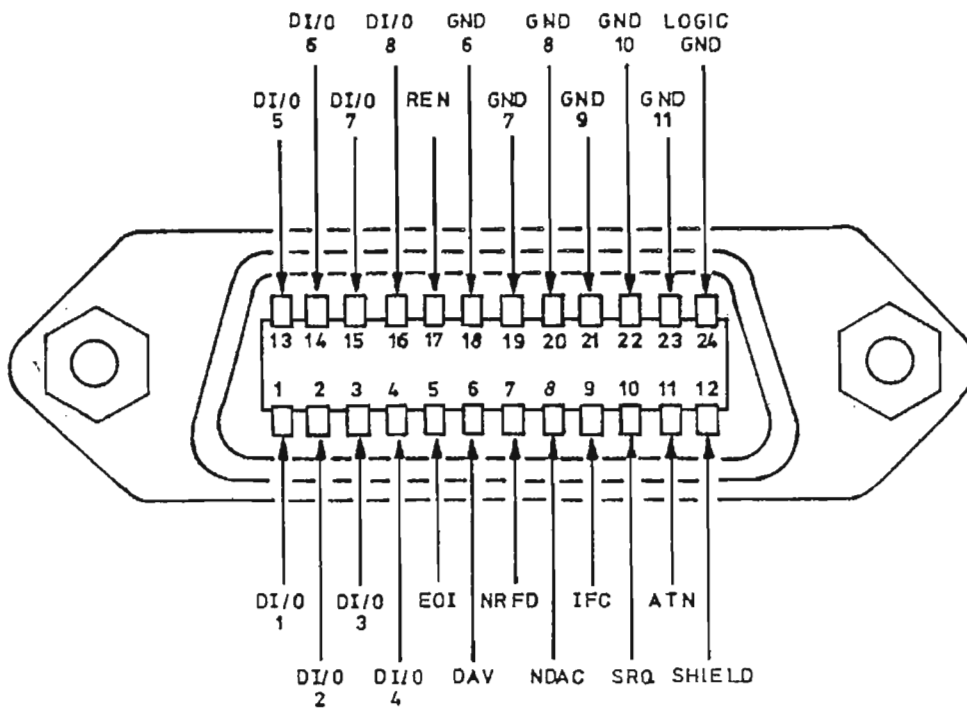 DI/O DI/O GND GND GND LOGIC
6 8 6 8 10 GND
DI/O DI/O REN GND GND GND
5 7 7 9 11
13 14 15 16 17 18 19 20 21 22 23 24
1 2 3 4 5 6 7 8 9 10 11 12
DI/O DI/O EOI NRFD IFC ATN
1 3
DI/O DI/O DAV NDAC SRQ SHIELD
2 4